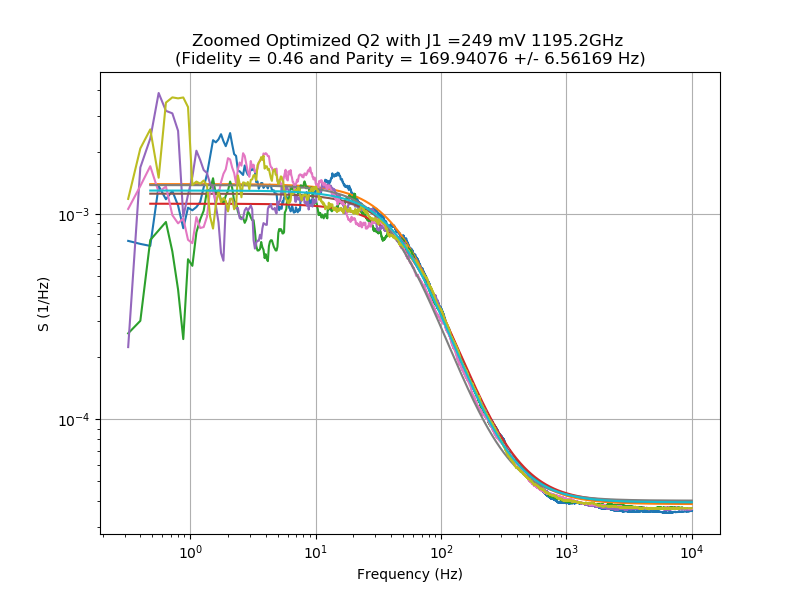 Zoomed Optimized Q2 with J1 =249 mV 1195.2GHz
(Fidelity = 0.46 and Parity = 169.94076 +/- 6.56169 Hz)
S (1/Hz)
10⁻³
10⁻⁴
10⁰ 10¹ 10² 10³ 10⁴
Frequency (Hz)